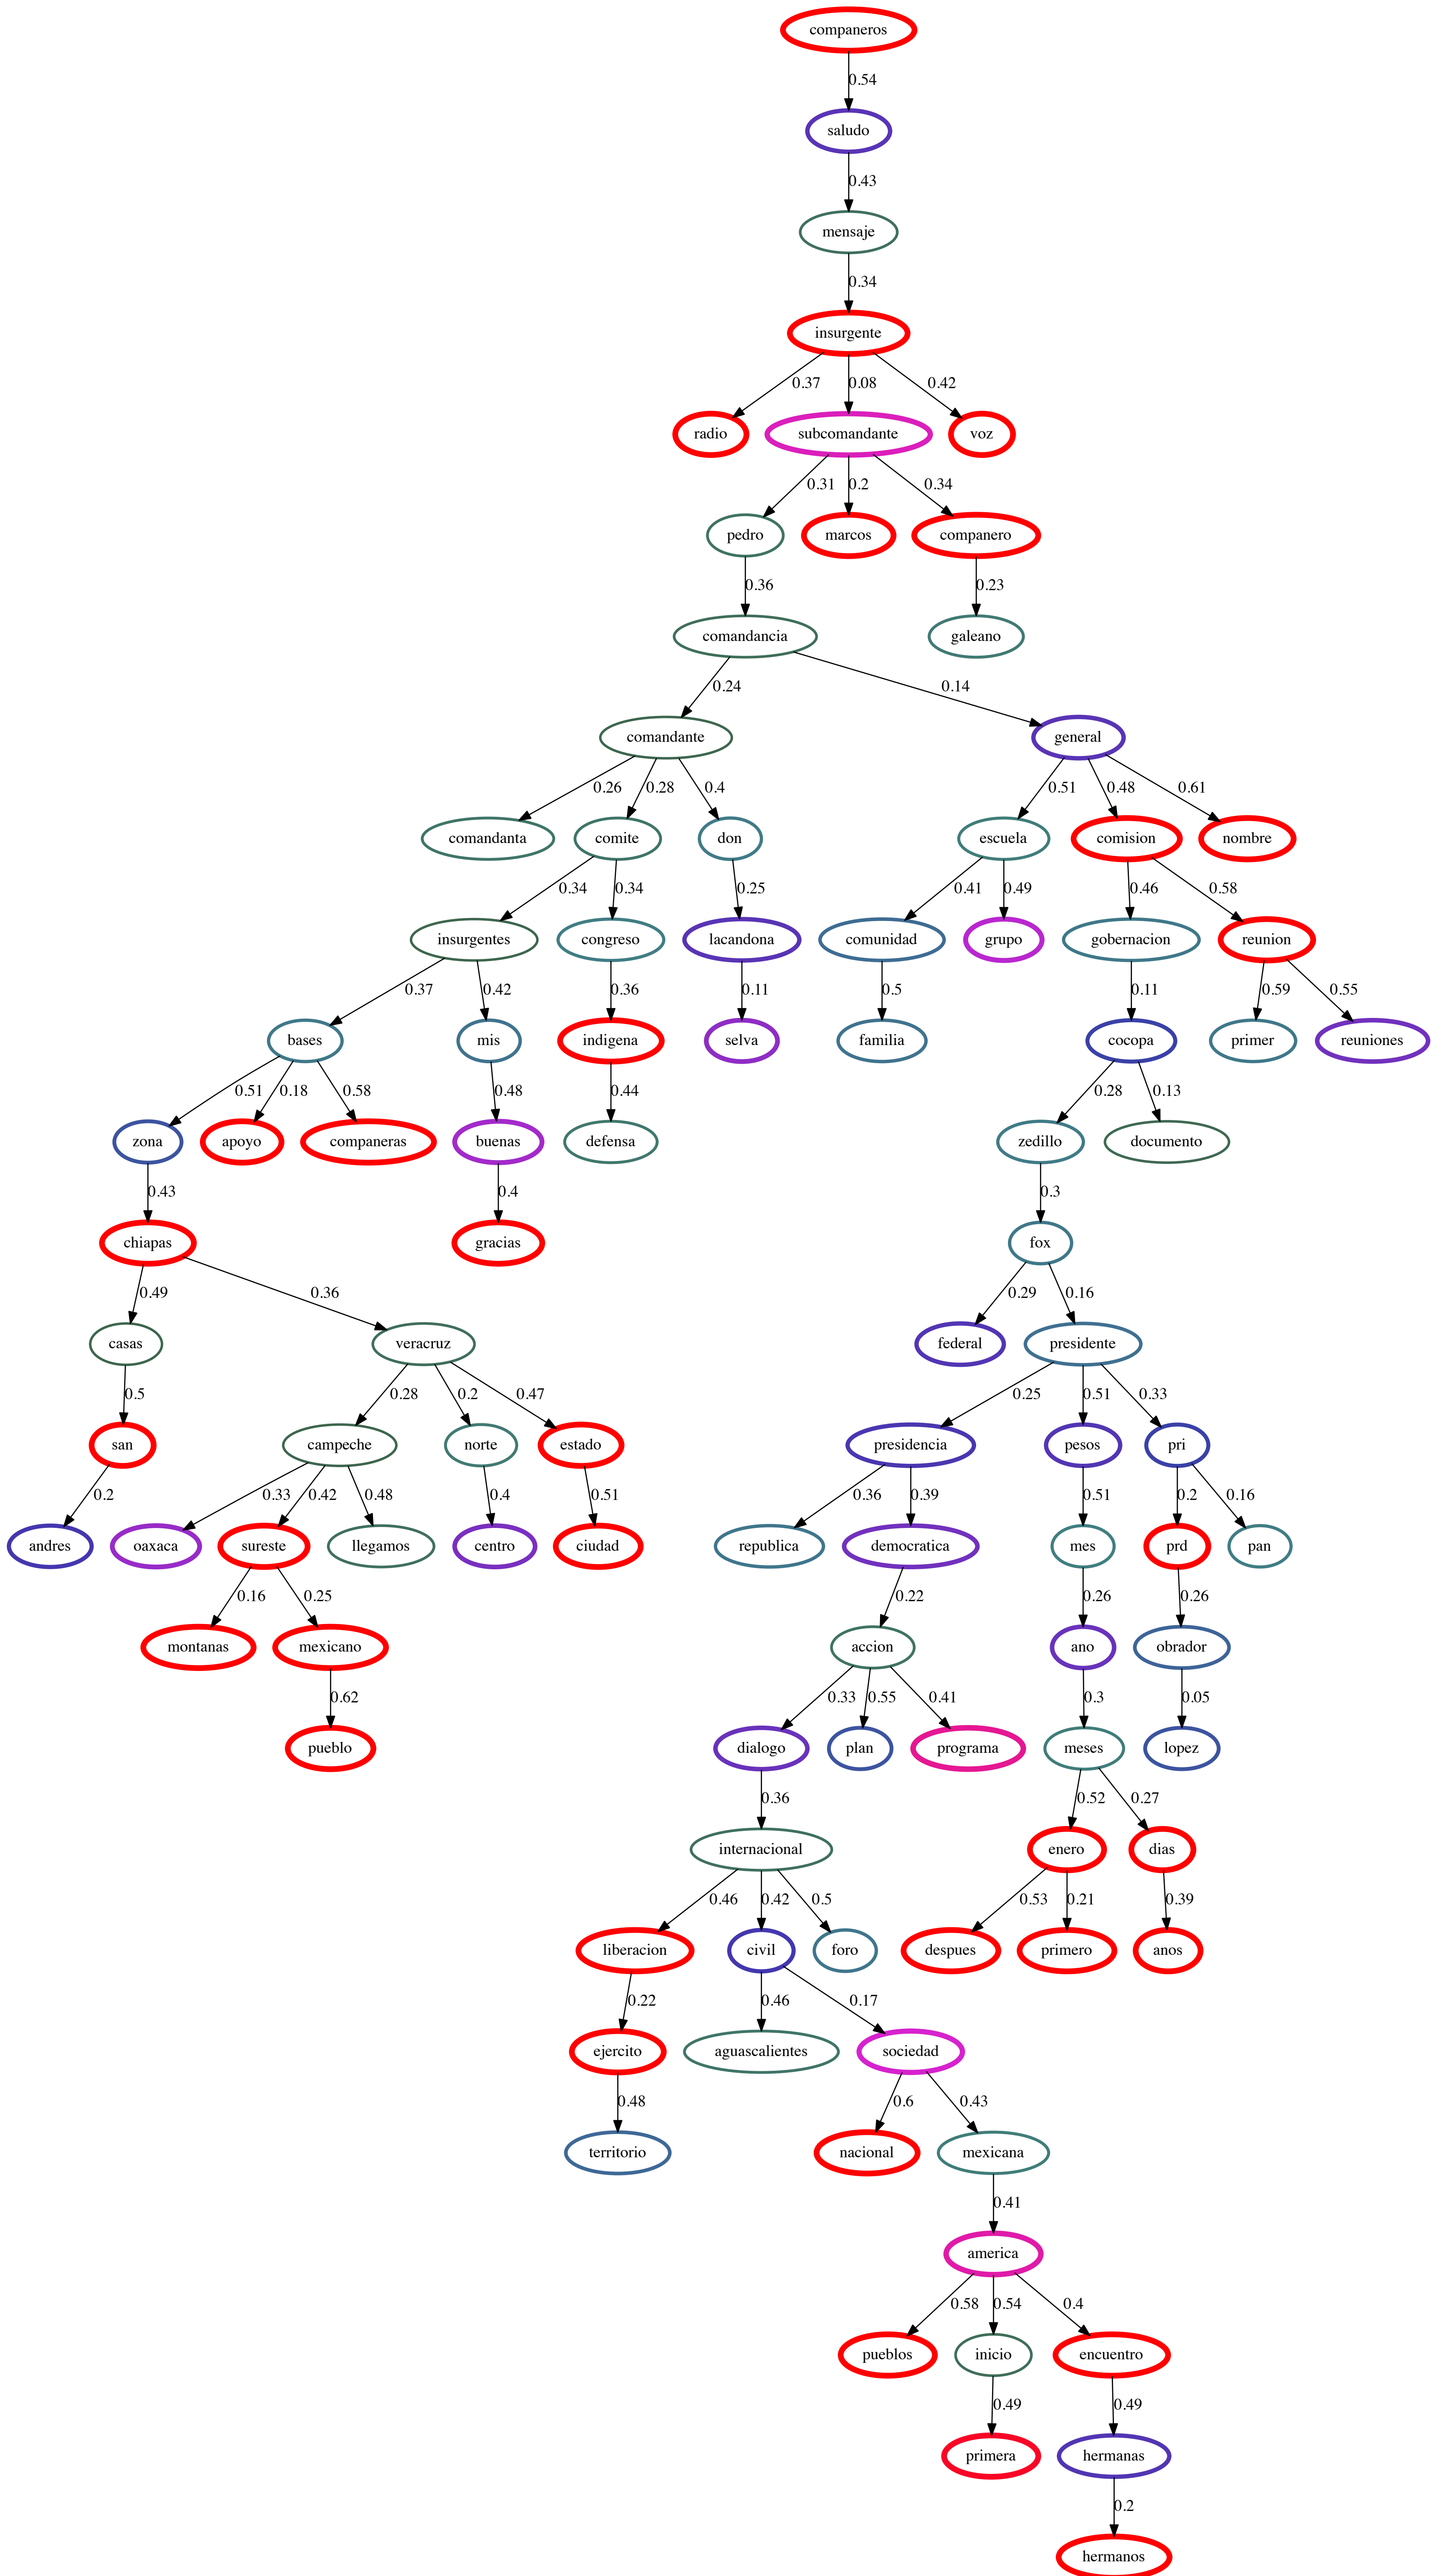 companeros
0.54
saludo
0.43
mensaje
0.34
insurgente
0.37 0.08 0.42
radio subcomandante voz
0.31 0.2 0.34
pedro marcos companero
0.36 0.23
comandancia galeano
0.24 0.14
comandante general
0.26 0.28 0.4 0.51 0.48 0.61
comandanta comite don escuela comision nombre
0.34 0.34 0.25 0.41 0.49 0.46 0.58
insurgentes congreso lacandona comunidad grupo gobernacion reunion
0.37 0.42 0.36 0.11 0.5 0.11 0.59 0.55
bases mis indigena selva familia cocopa primer reuniones
0.51 0.18 0.58 0.48 0.44 0.28 0.13
zona apoyo companeras buenas defensa zedillo documento
0.43 0.4 0.3
chiapas gracias fox
0.49 0.36 0.29 0.16
casas veracruz federal presidente
0.5 0.28 0.2 0.47 0.25 0.51 0.33
san campeche norte estado presidencia pesos pri
0.2 0.33 0.42 0.48 0.4 0.51 0.36 0.39 0.51 0.2 0.16
andres oaxaca sureste llegamos centro ciudad republica democratica mes prd pan
0.16 0.25 0.22 0.26 0.26
montanas mexicano accion ano obrador
0.62 0.33 0.55 0.41 0.3 0.05
pueblo dialogo plan programa meses lopez
0.36 0.52 0.27
internacional enero dias
0.46 0.42 0.5 0.53 0.21 0.39
liberacion civil foro despues primero anos
0.22 0.46 0.17
ejercito aguascalientes sociedad
0.48 0.6 0.43
territorio nacional mexicana
0.41
america
0.58 0.54 0.4
pueblos inicio encuentro
0.49 0.49
primera hermanas
0.2
hermanos